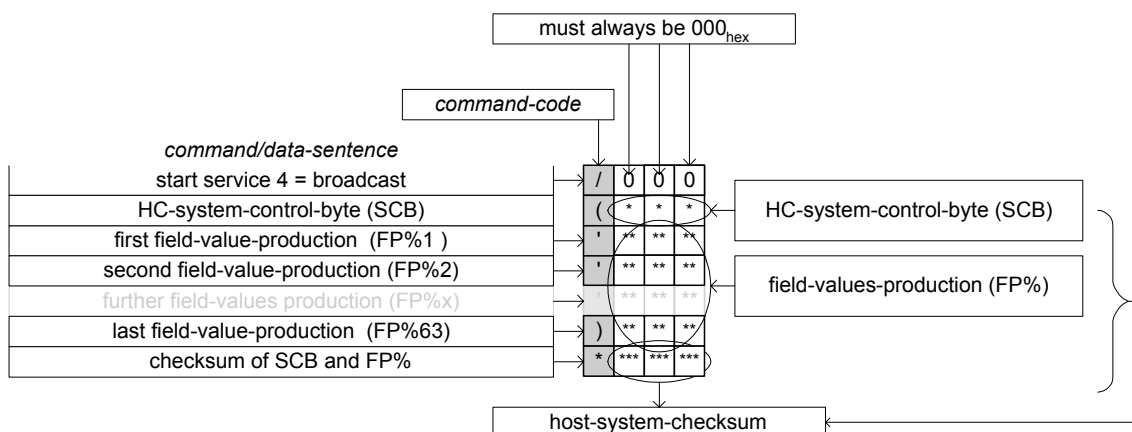 must always be 000hex
command-code
command/data-sentence
start service 4 = broadcast / 0 0 0
HC-system-control-byte (SCB) ( * * * HC-system-control-byte (SCB)
first field-value-production (FP%1 ) ' ** ** **
second field-value-production (FP%2) ' ** ** ** field-values-production (FP%)
further field-values production (FP%x) ' ** ** **
last field-value-production (FP%63) ) ** ** **
checksum of SCB and FP% * *** *** ***
host-system-checksum